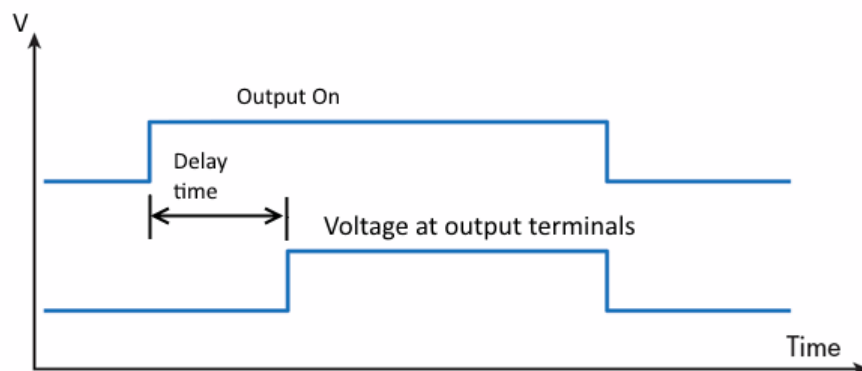 V
Output On
Delay
time
Voltage at output terminals
Time